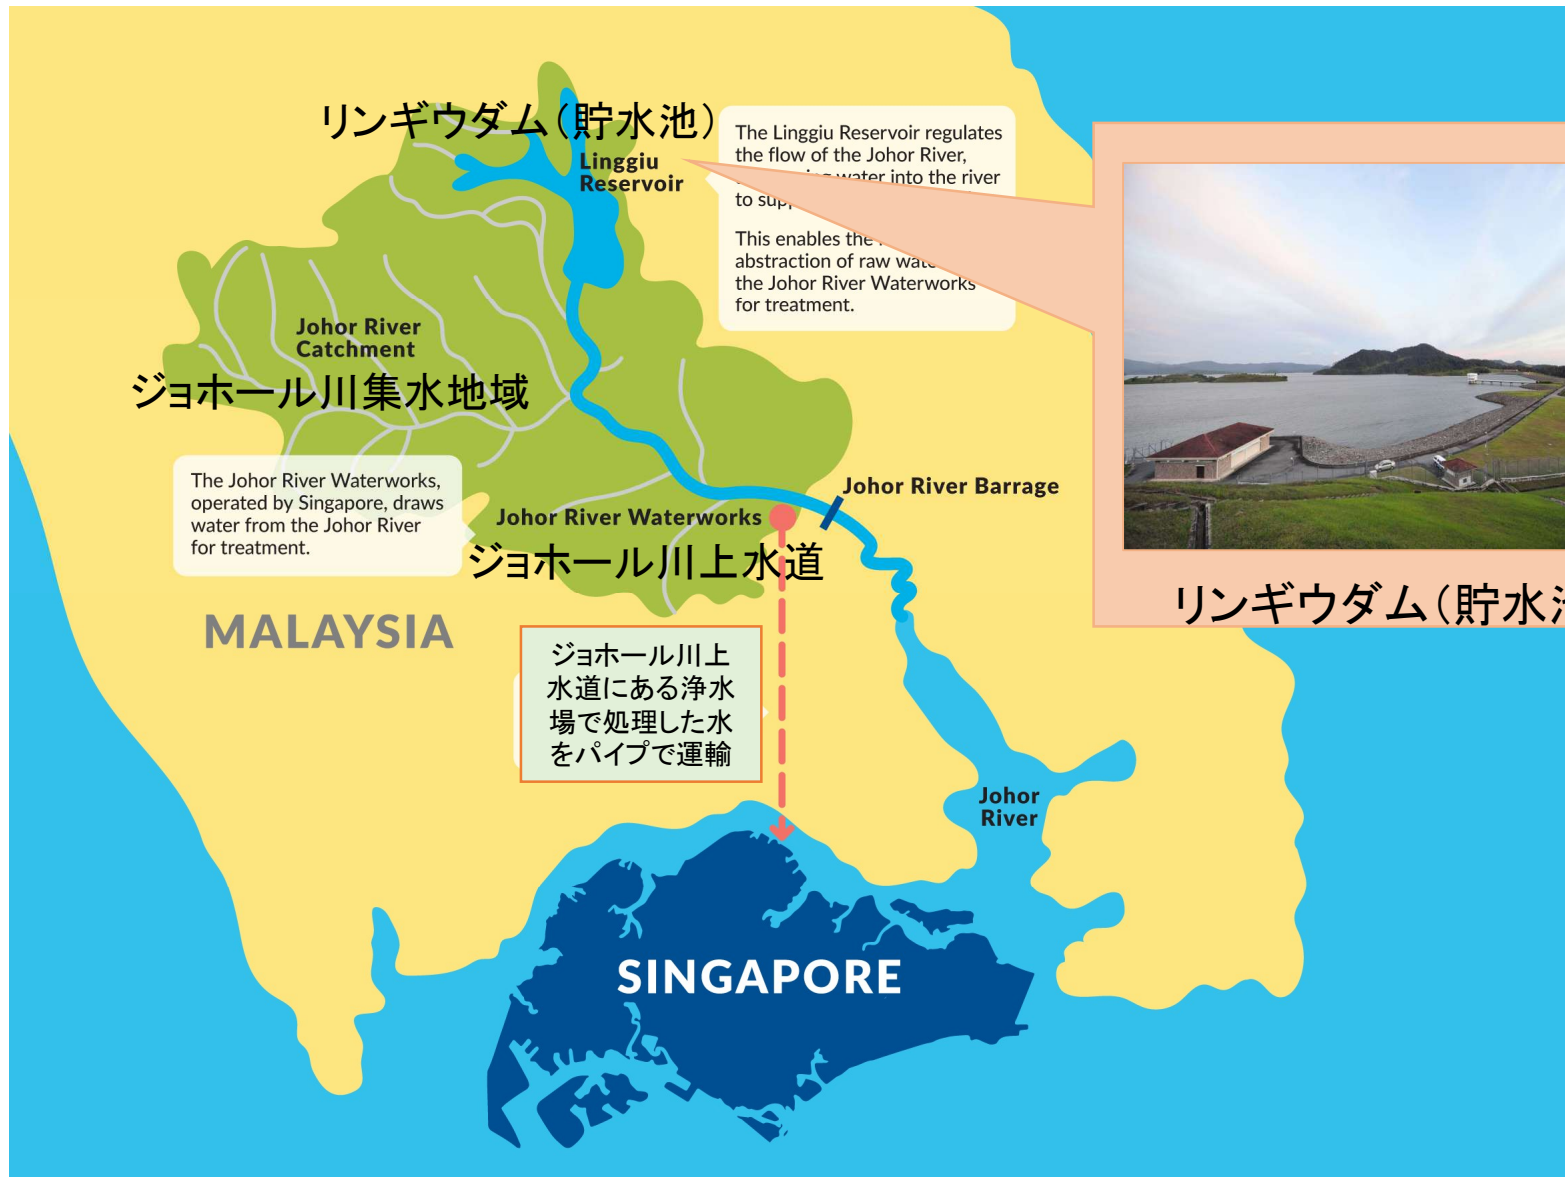 リンギウダム（貯水池）
Linggiu
Reservoir
The Linggiu Reservoir regulates
the flow of the Johor River,
water into the river
to
This enables the
abstraction of raw
the Johor River Waterworks
for treatment.
Johor River
Catchment
ジョホール川集水地域
The Johor River Waterworks,
operated by Singapore, draws
water from the Johor River
for treatment.
Johor River Barrage
Johor River Waterworks
ジョホール川上水道
リンギウダム（貯水
MALAYSIA
ジョホール川上
水道にある浄水
場で処理した水
をパイプで運輸
Johor
River
SINGAPORE